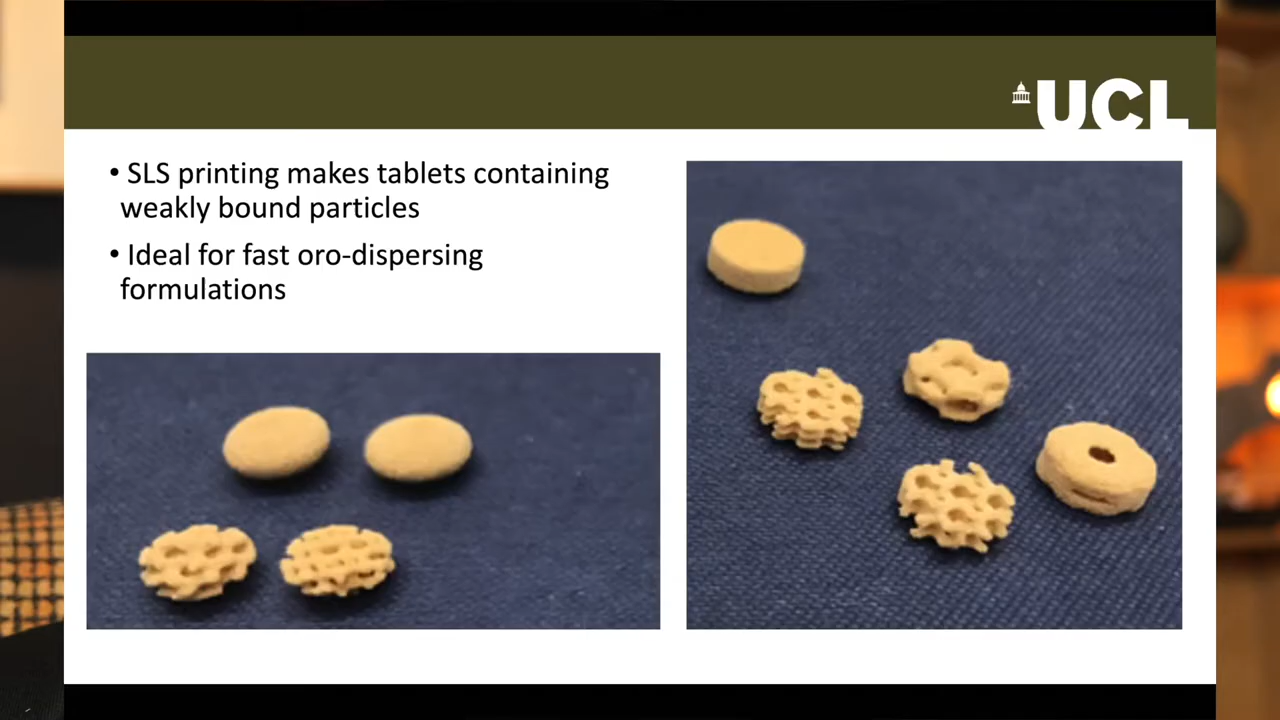 UCL
• SLS printing makes tablets containing
weakly bound particles
• Ideal for fast oro-dispersing
formulations